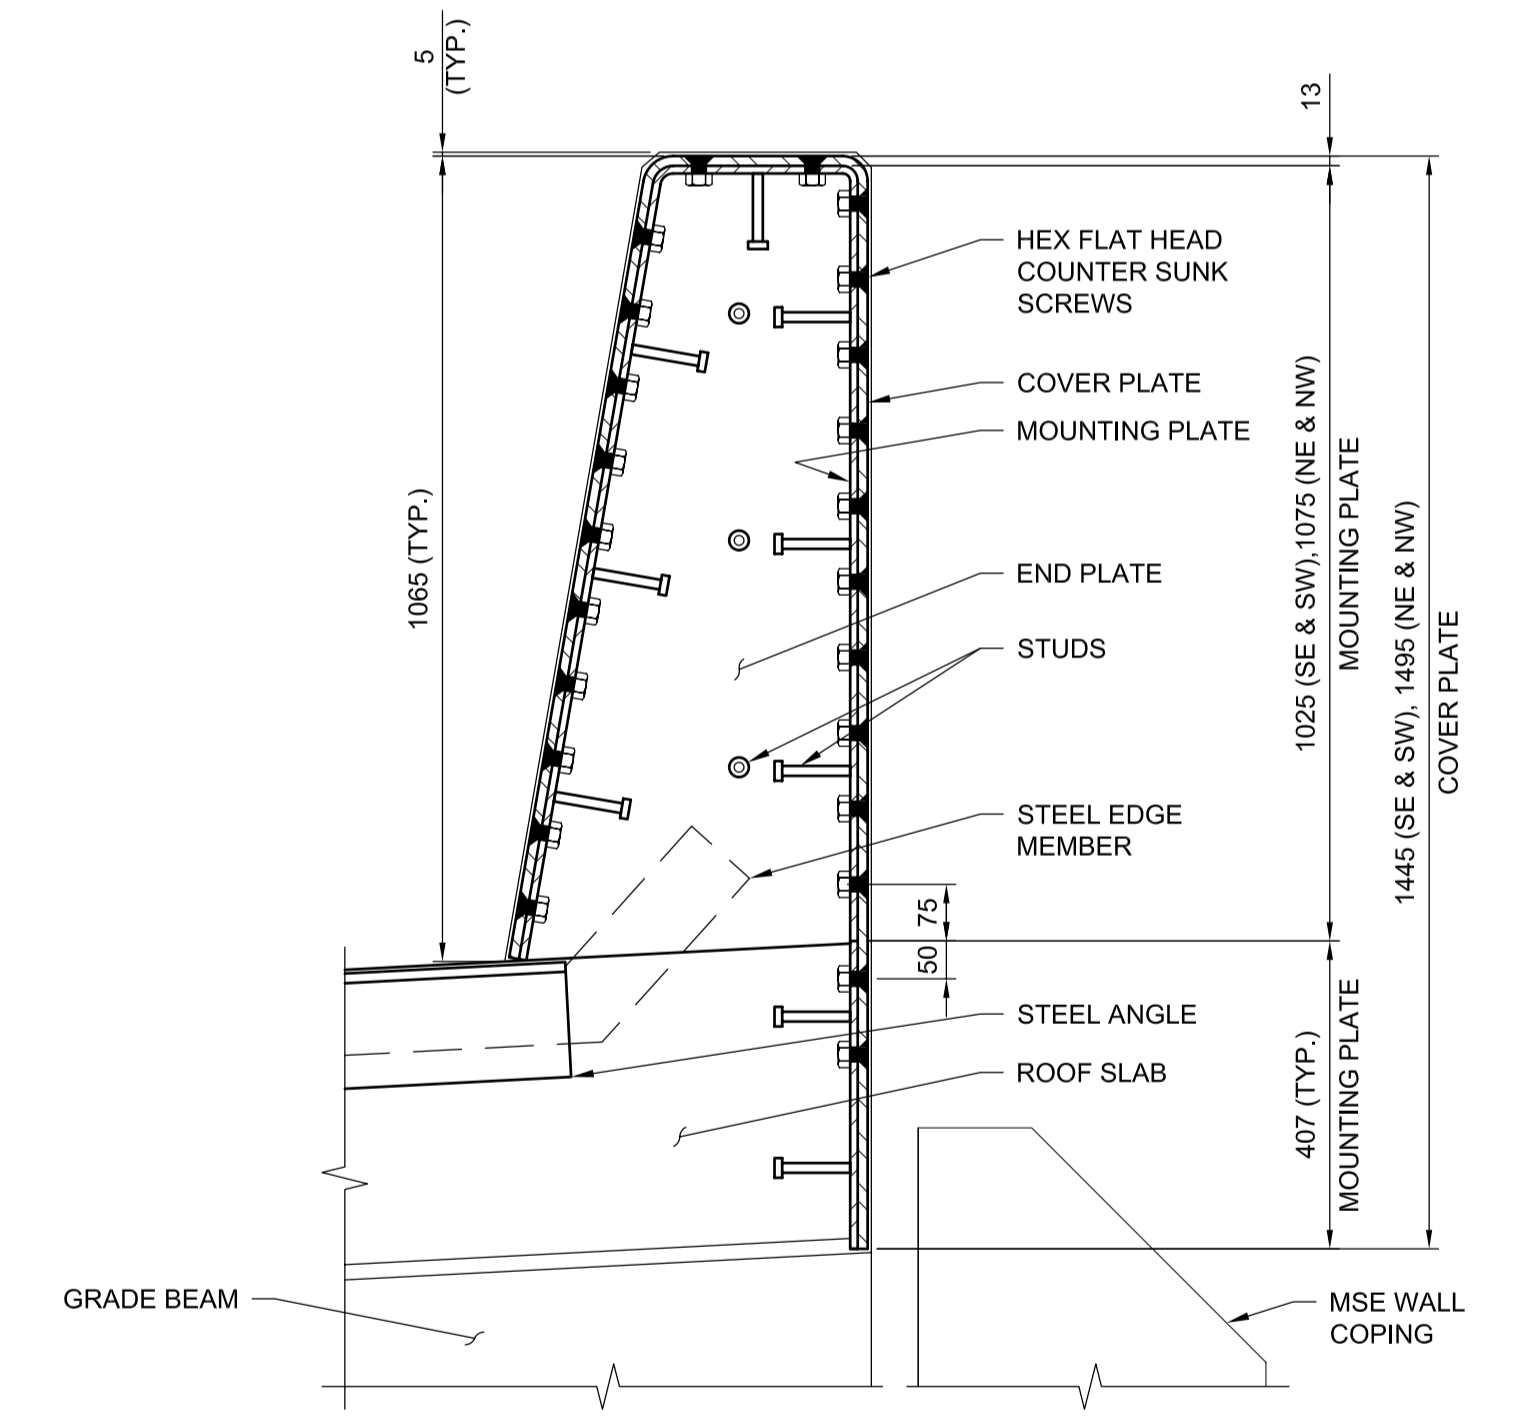 5
(TYP.)
13
HEX FLAT HEAD
COUNTER SUNK
SCREWS
COVER PLATE
MOUNTING PLATE
END PLATE
STUDS
STEEL EDGE
MEMBER
75
50
STEEL ANGLE
ROOF SLAB
1065 (TYP.)
1025 (SE & SW),1075 (NE & NW)
MOUNTING PLATE
1445 (SE & SW), 1495 (NE & NW)
COVER PLATE
407 (TYP.)
MOUNTING PLATE
GRADE BEAM
MSE WALL
COPING